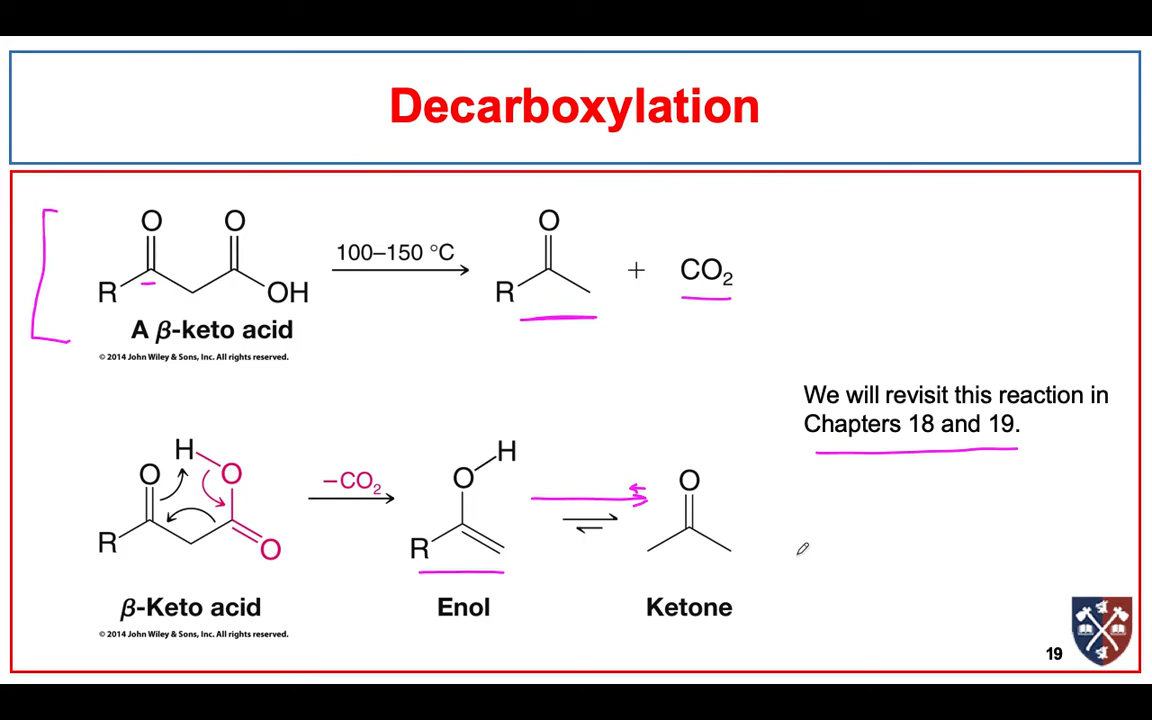 Decarboxylation
O
O
R
OH
100–150 °C
O
R
+
CO₂
A β-keto acid
© 2014 John Wiley & Sons, Inc. All rights reserved.
We will revisit this reaction in
Chapters 18 and 19.
H
O
O
R
O
–CO₂
H
O
R
O
β-Keto acid
Enol
Ketone
© 2014 John Wiley & Sons, Inc. All rights reserved.
19